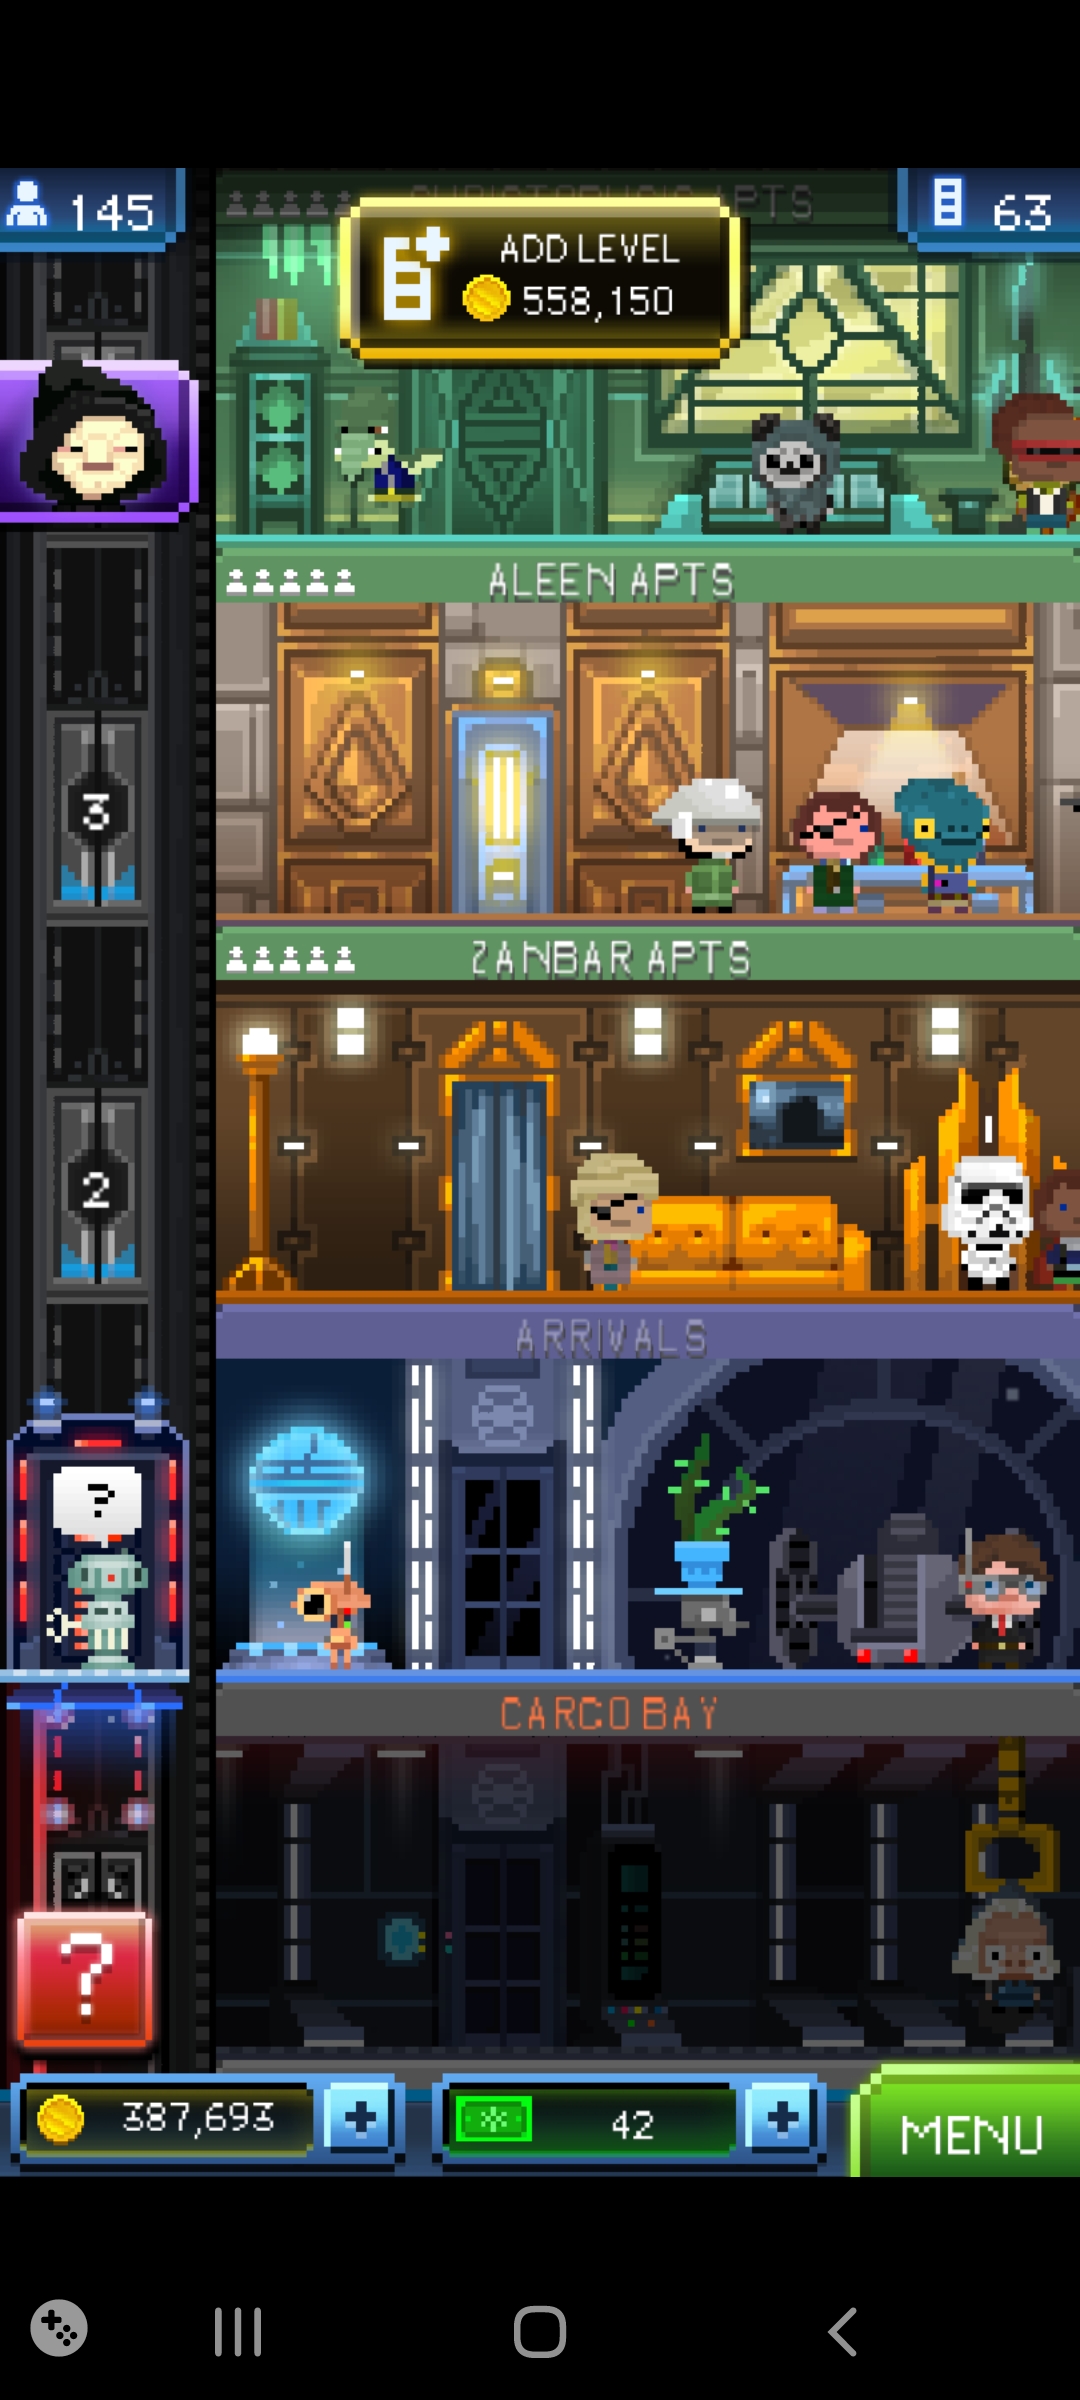 145
APTS
63
ADD LEVEL
558,150
ALEEN APTS
3
ZANBAR APTS
2
ARRIVALS
?
CARGO BAY
?
387,693
+
42
+
MENU